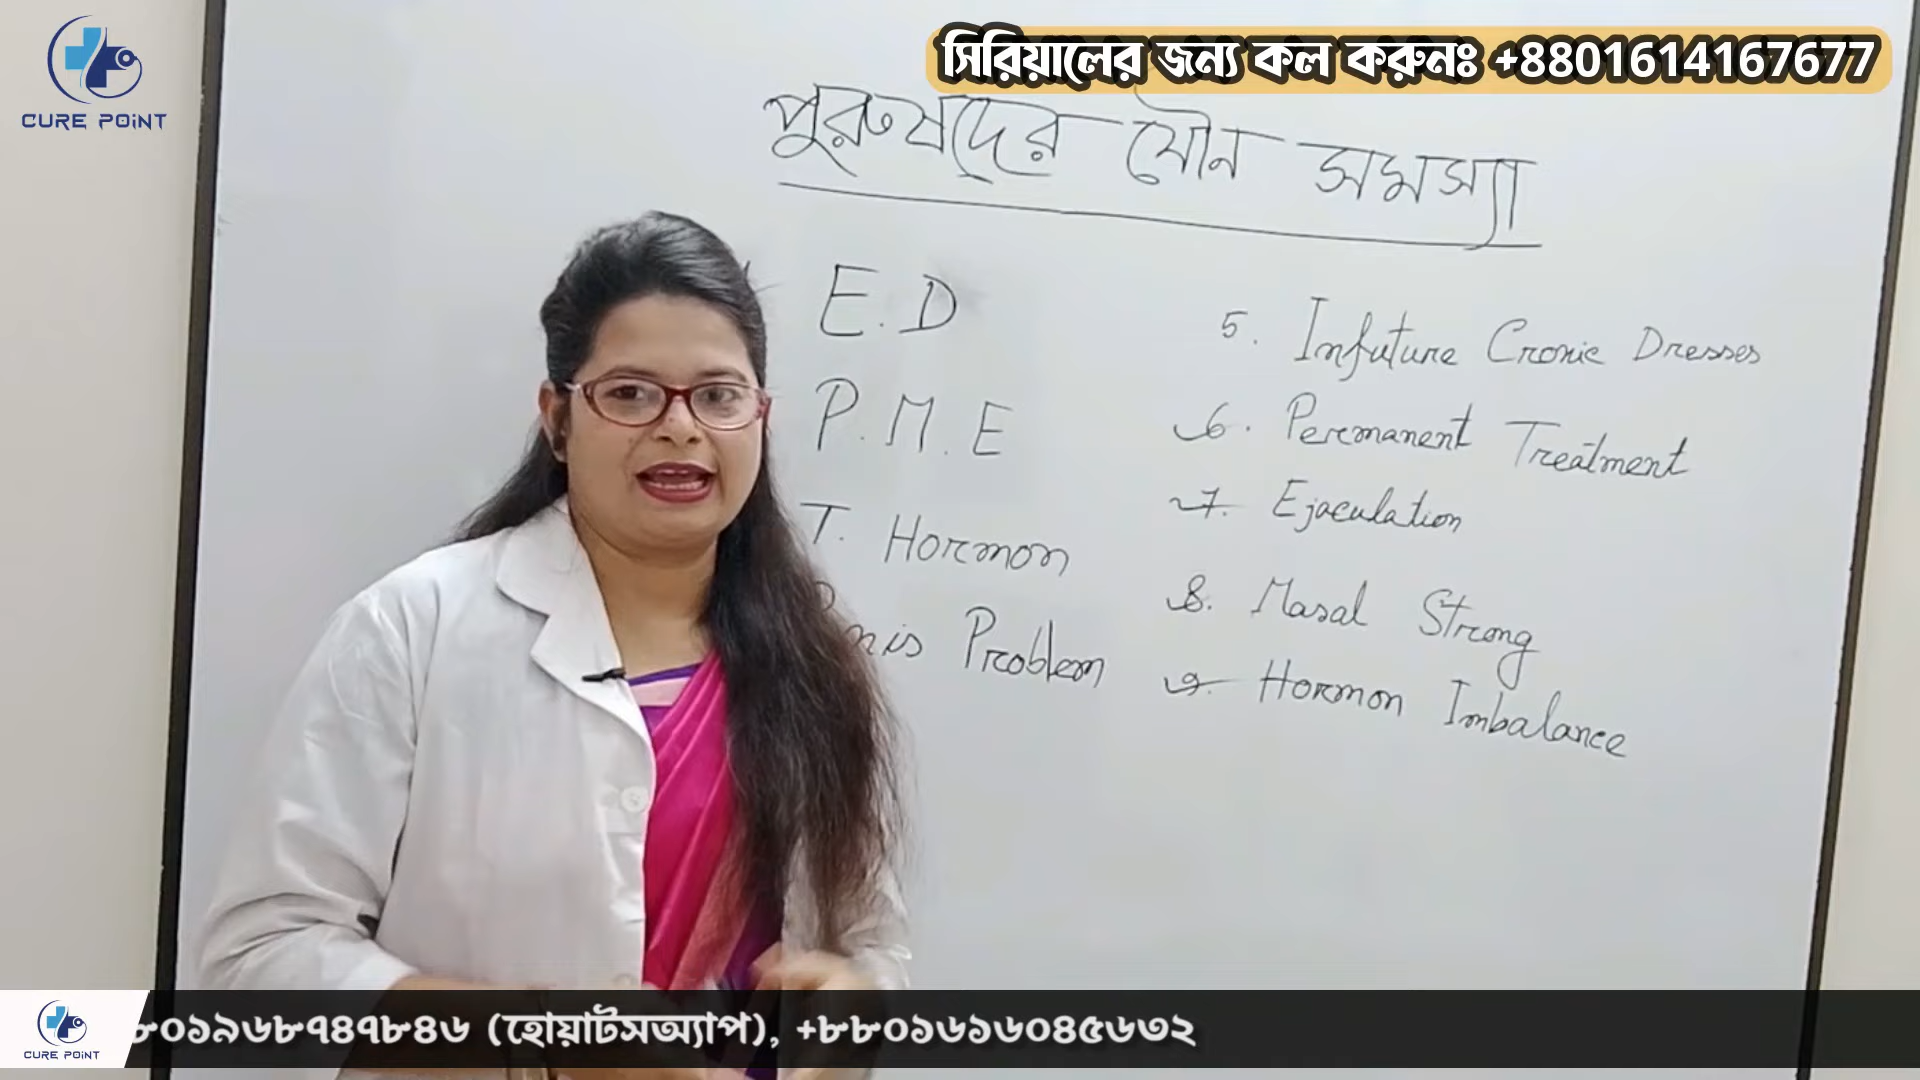 CURE POiNT
সিরিয়ালের জন্য কল করুনঃ +8801614167677
পুরুষদের যৌন সমস্যা
E.D
P.M.E
T. Hormon
nis Problem
5. Infuture Cronic Dresses
6. Permanent Treatment
7. Ejaculation
8. Masal Strong
9. Hormon Imbalance
CURE POiNT
৮০১৯৬৮৭৪৭৮৪৬ (হোয়াটসঅ্যাপ), +৮৮০১৬১৬০৪৫৬৩২